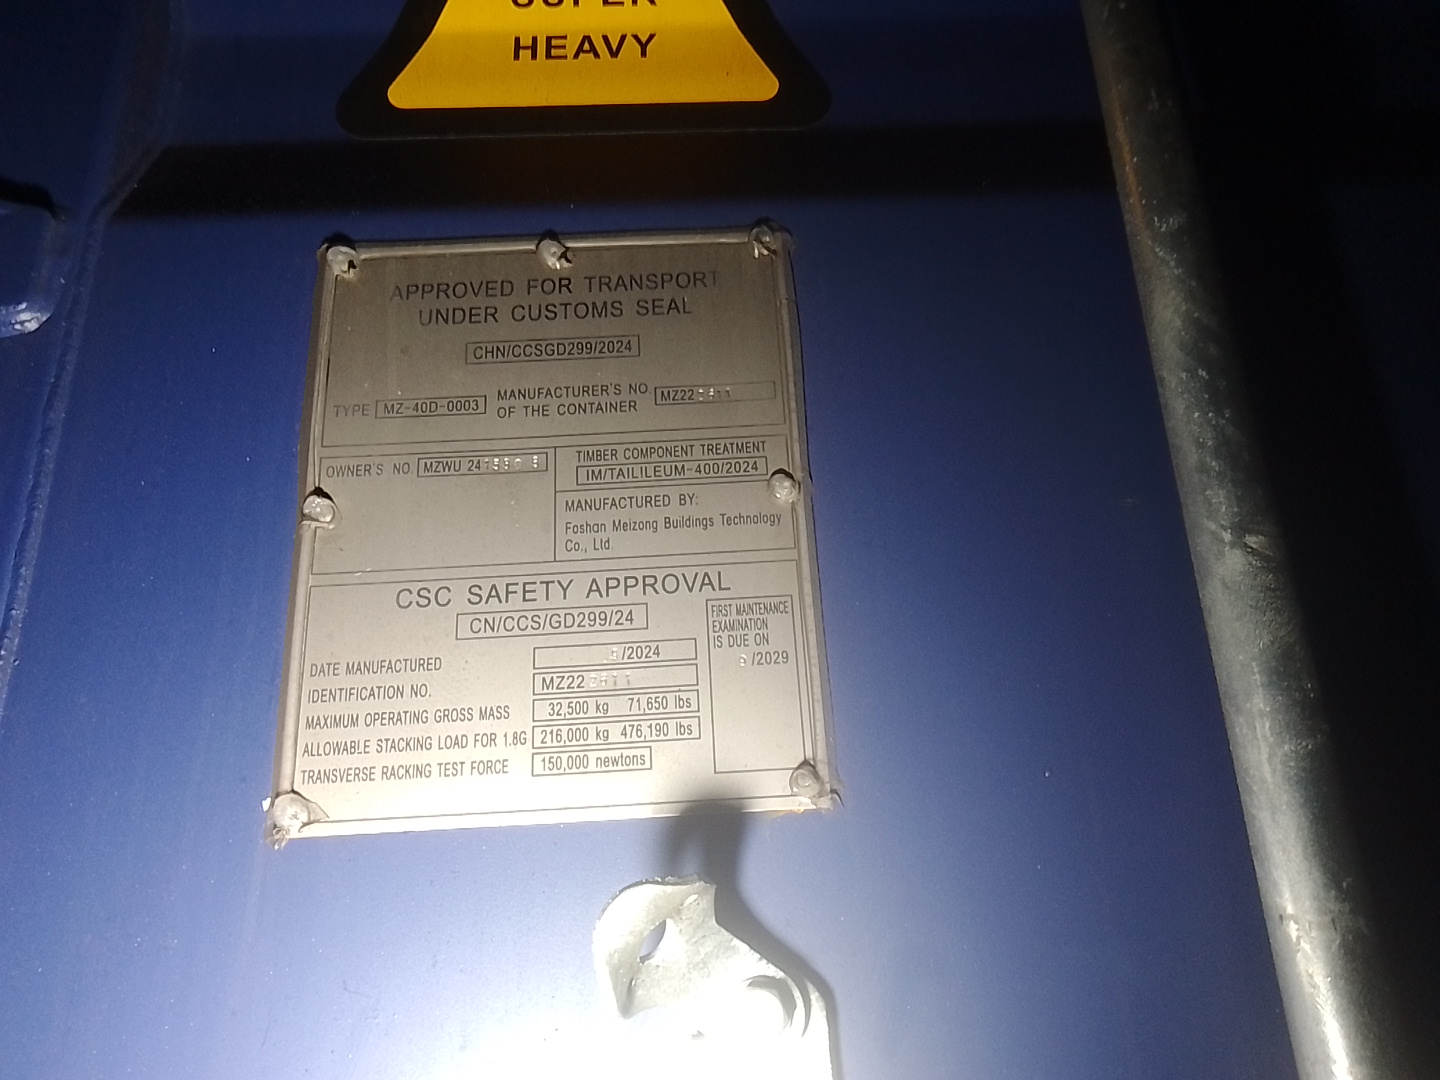 HEAVY
APPROVED FOR TRANSPORT
UNDER CUSTOMS SEAL
CHN/CCSGD299/2024
TYPE MZ-40D-0003 MANUFACTURER'S NO. OF THE CONTAINER
OWNER'S NO. MZWU
TIMBER COMPONENT TREATMENT
IM/TAILILEUM-400/2024
MANUFACTURED BY:
Foshan Meizong Buildings Technology
Co., Ltd.
CSC SAFETY APPROVAL
CN/CCS/GD299/24
DATE MANUFACTURED /2024
IDENTIFICATION NO.
MAXIMUM OPERATING GROSS MASS 32,500 kg 71,650 lbs
ALLOWABLE STACKING LOAD FOR 1.8G 216,000 kg 476,190 lbs
TRANSVERSE RACKING TEST FORCE 150,000 newtons
FIRST MAINTENANCE
EXAMINATION
IS DUE ON
/2029